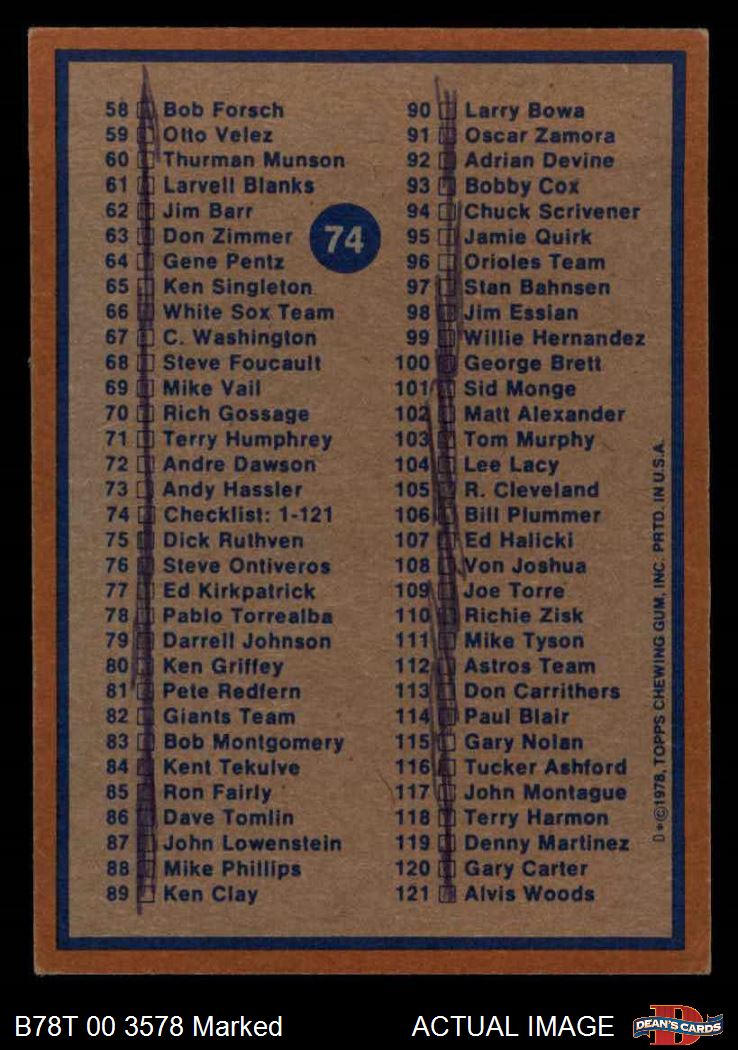 58 Bob Forsch
59 Otto Velez
60 Thurman Munson
61 Larvell Blanks
62 Jim Barr
63 Don Zimmer
64 Gene Pentz
65 Ken Singleton
66 White Sox Team
67 C. Washington
68 Steve Foucault
69 Mike Vail
70 Rich Gossage
71 Terry Humphrey
72 Andre Dawson
73 Andy Hassler
74 Checklist: 1-121
75 Dick Ruthven
76 Steve Ontiveros
77 Ed Kirkpatrick
78 Pablo Torrealba
79 Darrell Johnson
80 Ken Griffey
81 Pete Redfern
82 Giants Team
83 Bob Montgomery
84 Kent Tekulve
85 Ron Fairly
86 Dave Tomlin
87 John Lowenstein
88 Mike Phillips
89 Ken Clay
74
90 Larry Bowa
91 Oscar Zamora
92 Adrian Devine
93 Bobby Cox
94 Chuck Scrivener
95 Jamie Quirk
96 Orioles Team
97 Stan Bahnsen
98 Jim Essian
99 Willie Hernandez
100 George Brett
101 Sid Monge
102 Matt Alexander
103 Tom Murphy
104 Lee Lacy
105 R. Cleveland
106 Bill Plummer
107 Ed Halicki
108 Von Joshua
109 Joe Torre
110 Richie Zisk
111 Mike Tyson
112 Astros Team
113 Don Carrithers
114 Paul Blair
115 Gary Nolan
116 Tucker Ashford
117 John Montague
118 Terry Harmon
119 Denny Martinez
120 Gary Carter
121 Alvis Woods
©1978, TOPPS CHEWING GUM, INC. PRTD. IN U.S.A.
B78T 00 3578 Marked
ACTUAL IMAGE
D
DEAN'S CARDS